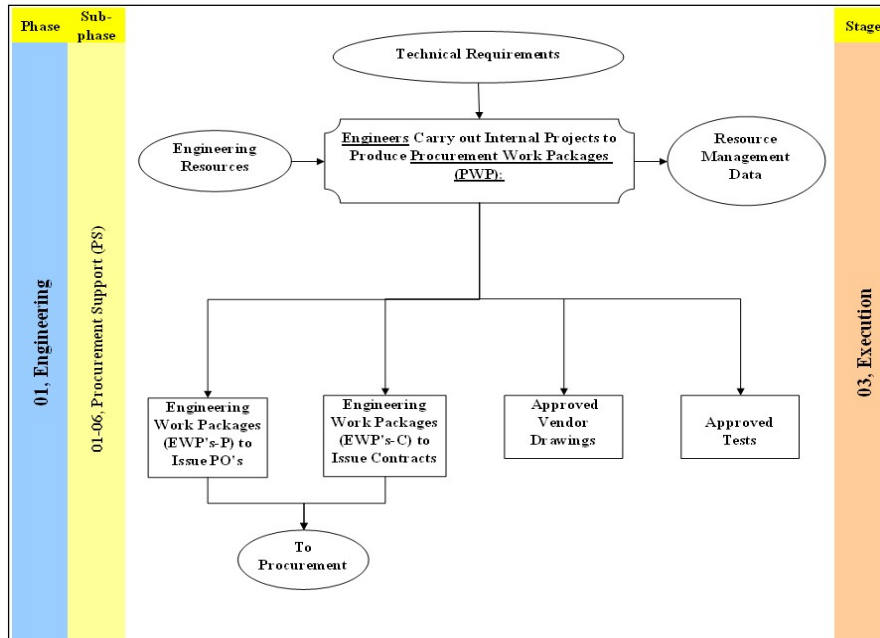 Phase
Sub-
phase
Stage
Technical Requirements
Engineering
Resources
Engineers Carry out Internal Projects to
Produce Procurement Work Packages
(PWP):
Resource
Management
Data
01, Engineering
01-06, Procurement Support (PS)
03, Execution
Engineering
Work Packages
(EWP's-P) to
Issue PO's
Engineering
Work Packages
(EWP's-C) to
Issue Contracts
Approved
Vendor
Drawings
Approved
Tests
To
Procurement